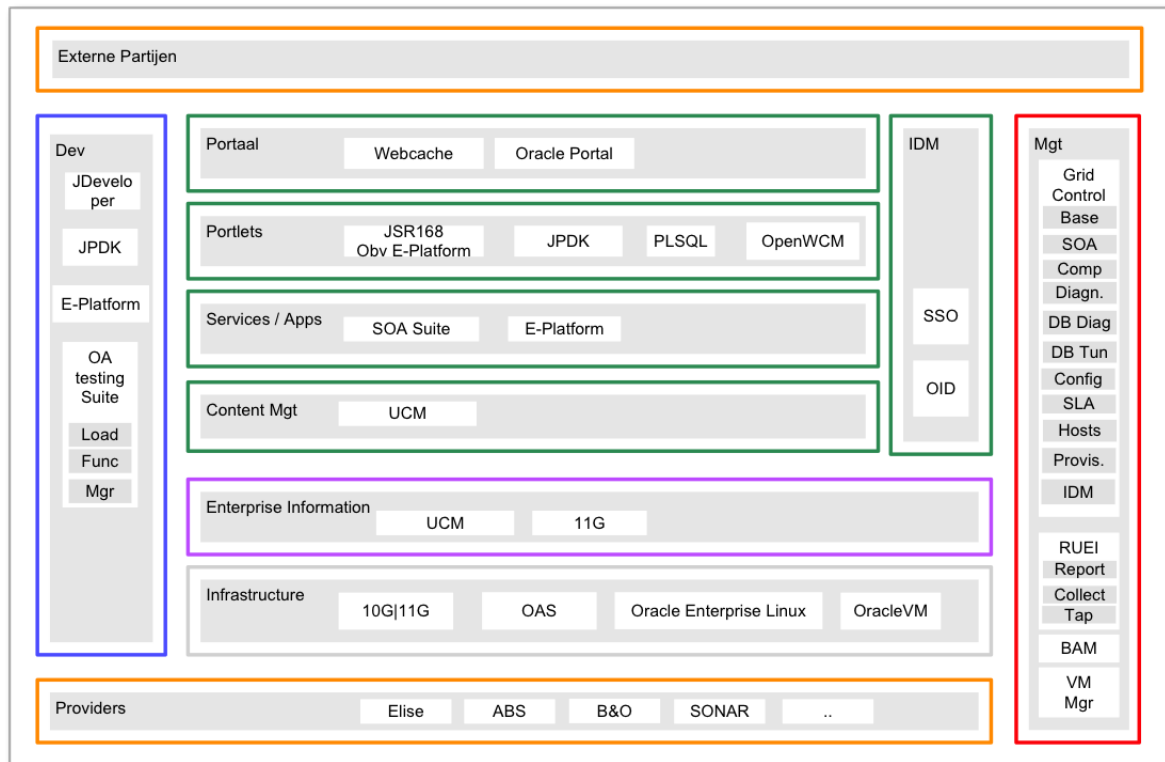 Externe Partijen
Dev
JDevelo
per
JPDK
E-Platform
OA
testing
Suite
Load
Func
Mgr
Portaal
Webcache
Oracle Portal
Portlets
JSR168
Obv E-Platform
JPDK
PLSQL
OpenWCM
Services / Apps
SOA Suite
E-Platform
Content Mgt
UCM
IDM
SSO
OID
Enterprise Information
UCM
11G
Infrastructure
10G|11G
OAS
Oracle Enterprise Linux
OracleVM
Mgt
Grid
Control
Base
SOA
Comp
Diagn.
DB Diag
DB Tun
Config
SLA
Hosts
Provis.
IDM
RUEI
Report
Collect
Tap
BAM
VM
Mgr
Providers
Elise
ABS
B&O
SONAR
..